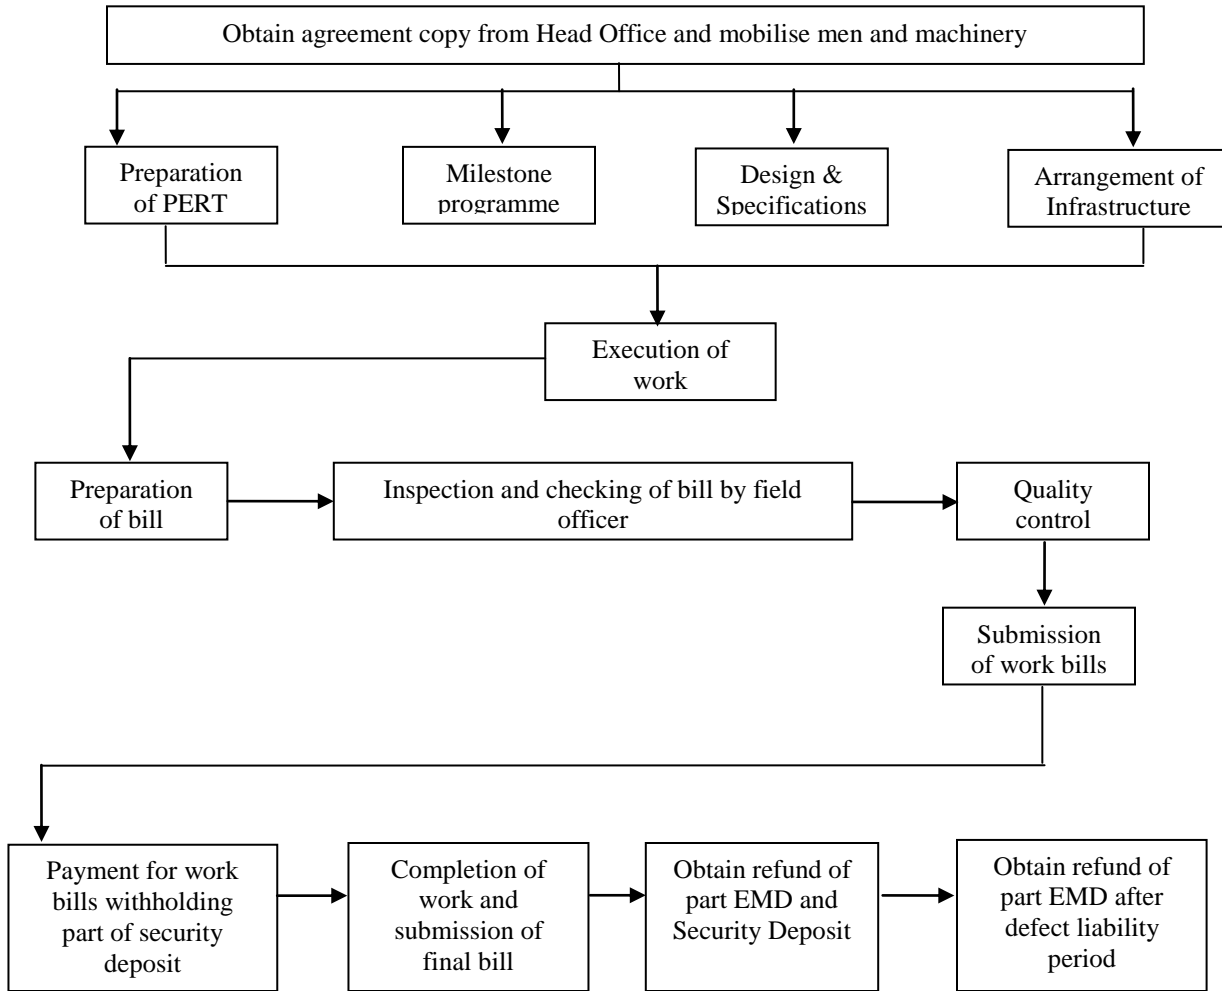 Obtain agreement copy from Head Office and mobilise men and machinery
Preparation
of PERT
Milestone
programme
Design &
Specifications
Arrangement of
Infrastructure
Execution of
work
Preparation
of bill
Inspection and checking of bill by field
officer
Quality
control
Submission
of work bills
Payment for work
bills withholding
part of security
deposit
Completion of
work and
submission of
final bill
Obtain refund of
part EMD and
Security Deposit
Obtain refund of
part EMD after
defect liability
period